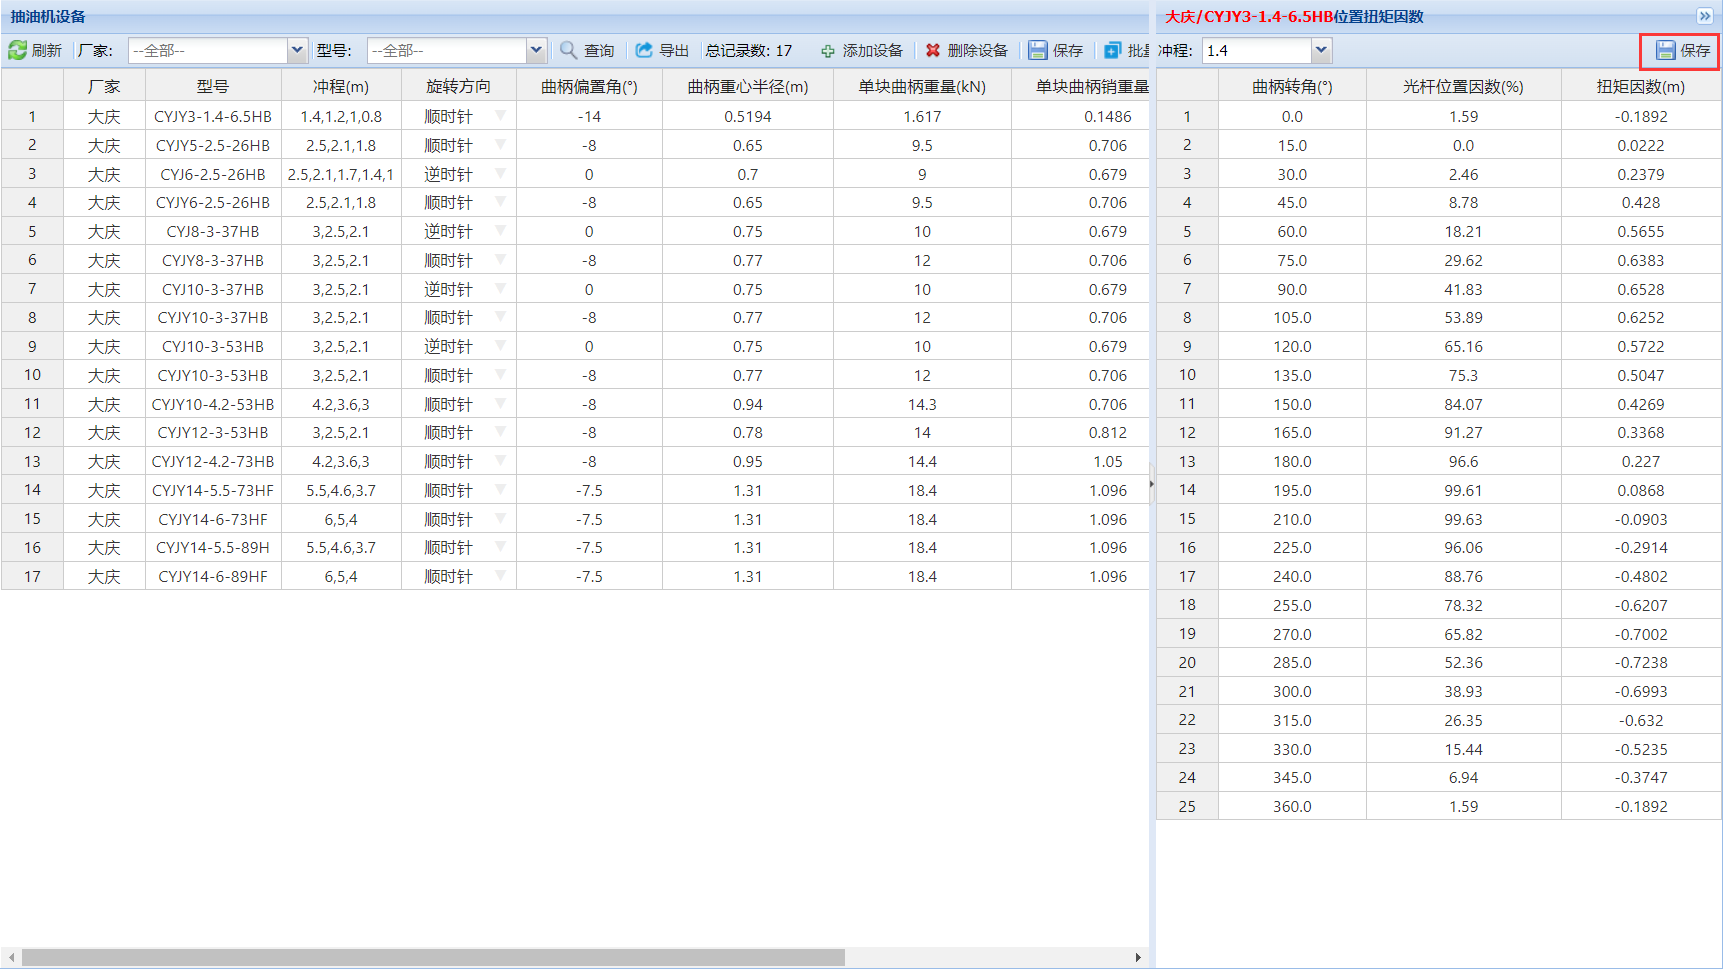 抽油机设备
刷新 厂家: --全部-- 型号: --全部-- 查询 导出 总记录数: 17 添加设备 删除设备 保存
厂家 型号 冲程(m) 旋转方向 曲柄偏置角(°) 曲柄重心半径(m) 单块曲柄重量(kN) 单块曲柄销重量
1 大庆 CYJY3-1.4-6.5HB 1.4,1.2,1,0.8 顺时针 -14 0.5194 1.617 0.1486
2 大庆 CYJY5-2.5-26HB 2.5,2.1,1.8 顺时针 -8 0.65 9.5 0.706
3 大庆 CYJ6-2.5-26HB 2.5,2.1,1.7,1.4,1 逆时针 0 0.7 9 0.679
4 大庆 CYJY6-2.5-26HB 2.5,2.1,1.8 顺时针 -8 0.65 9.5 0.706
5 大庆 CYJ8-3-37HB 3,2.5,2.1 逆时针 0 0.75 10 0.679
6 大庆 CYJY8-3-37HB 3,2.5,2.1 顺时针 -8 0.77 12 0.706
7 大庆 CYJ10-3-37HB 3,2.5,2.1 逆时针 0 0.75 10 0.679
8 大庆 CYJY10-3-37HB 3,2.5,2.1 顺时针 -8 0.77 12 0.706
9 大庆 CYJ10-3-53HB 3,2.5,2.1 逆时针 0 0.75 10 0.679
10 大庆 CYJY10-3-53HB 3,2.5,2.1 顺时针 -8 0.77 12 0.706
11 大庆 CYJY10-4.2-53HB 4.2,3.6,3 顺时针 -8 0.94 14.3 0.706
12 大庆 CYJY12-3-53HB 3,2.5,2.1 顺时针 -8 0.78 14 0.812
13 大庆 CYJY12-4.2-73HB 4.2,3.6,3 顺时针 -8 0.95 14.4 1.05
14 大庆 CYJY14-5.5-73HF 5.5,4.6,3.7 顺时针 -7.5 1.31 18.4 1.096
15 大庆 CYJY14-6-73HF 6,5,4 顺时针 -7.5 1.31 18.4 1.096
16 大庆 CYJY14-5.5-89H 5.5,4.6,3.7 顺时针 -7.5 1.31 18.4 1.096
17 大庆 CYJY14-6-89HF 6,5,4 顺时针 -7.5 1.31 18.4 1.096
大庆/CYJY3-1.4-6.5HB位置扭矩因数
冲程: 1.4 保存
曲柄转角(°) 光杆位置因数(%) 扭矩因数(m)
1 0.0 1.59 -0.1892
2 15.0 0.0 0.0222
3 30.0 2.46 0.2379
4 45.0 8.78 0.428
5 60.0 18.21 0.5655
6 75.0 29.62 0.6383
7 90.0 41.83 0.6528
8 105.0 53.89 0.6252
9 120.0 65.16 0.5722
10 135.0 75.3 0.5047
11 150.0 84.07 0.4269
12 165.0 91.27 0.3368
13 180.0 96.6 0.227
14 195.0 99.61 0.0868
15 210.0 99.63 -0.0903
16 225.0 96.06 -0.2914
17 240.0 88.76 -0.4802
18 255.0 78.32 -0.6207
19 270.0 65.82 -0.7002
20 285.0 52.36 -0.7238
21 300.0 38.93 -0.6993
22 315.0 26.35 -0.632
23 330.0 15.44 -0.5235
24 345.0 6.94 -0.3747
25 360.0 1.59 -0.1892